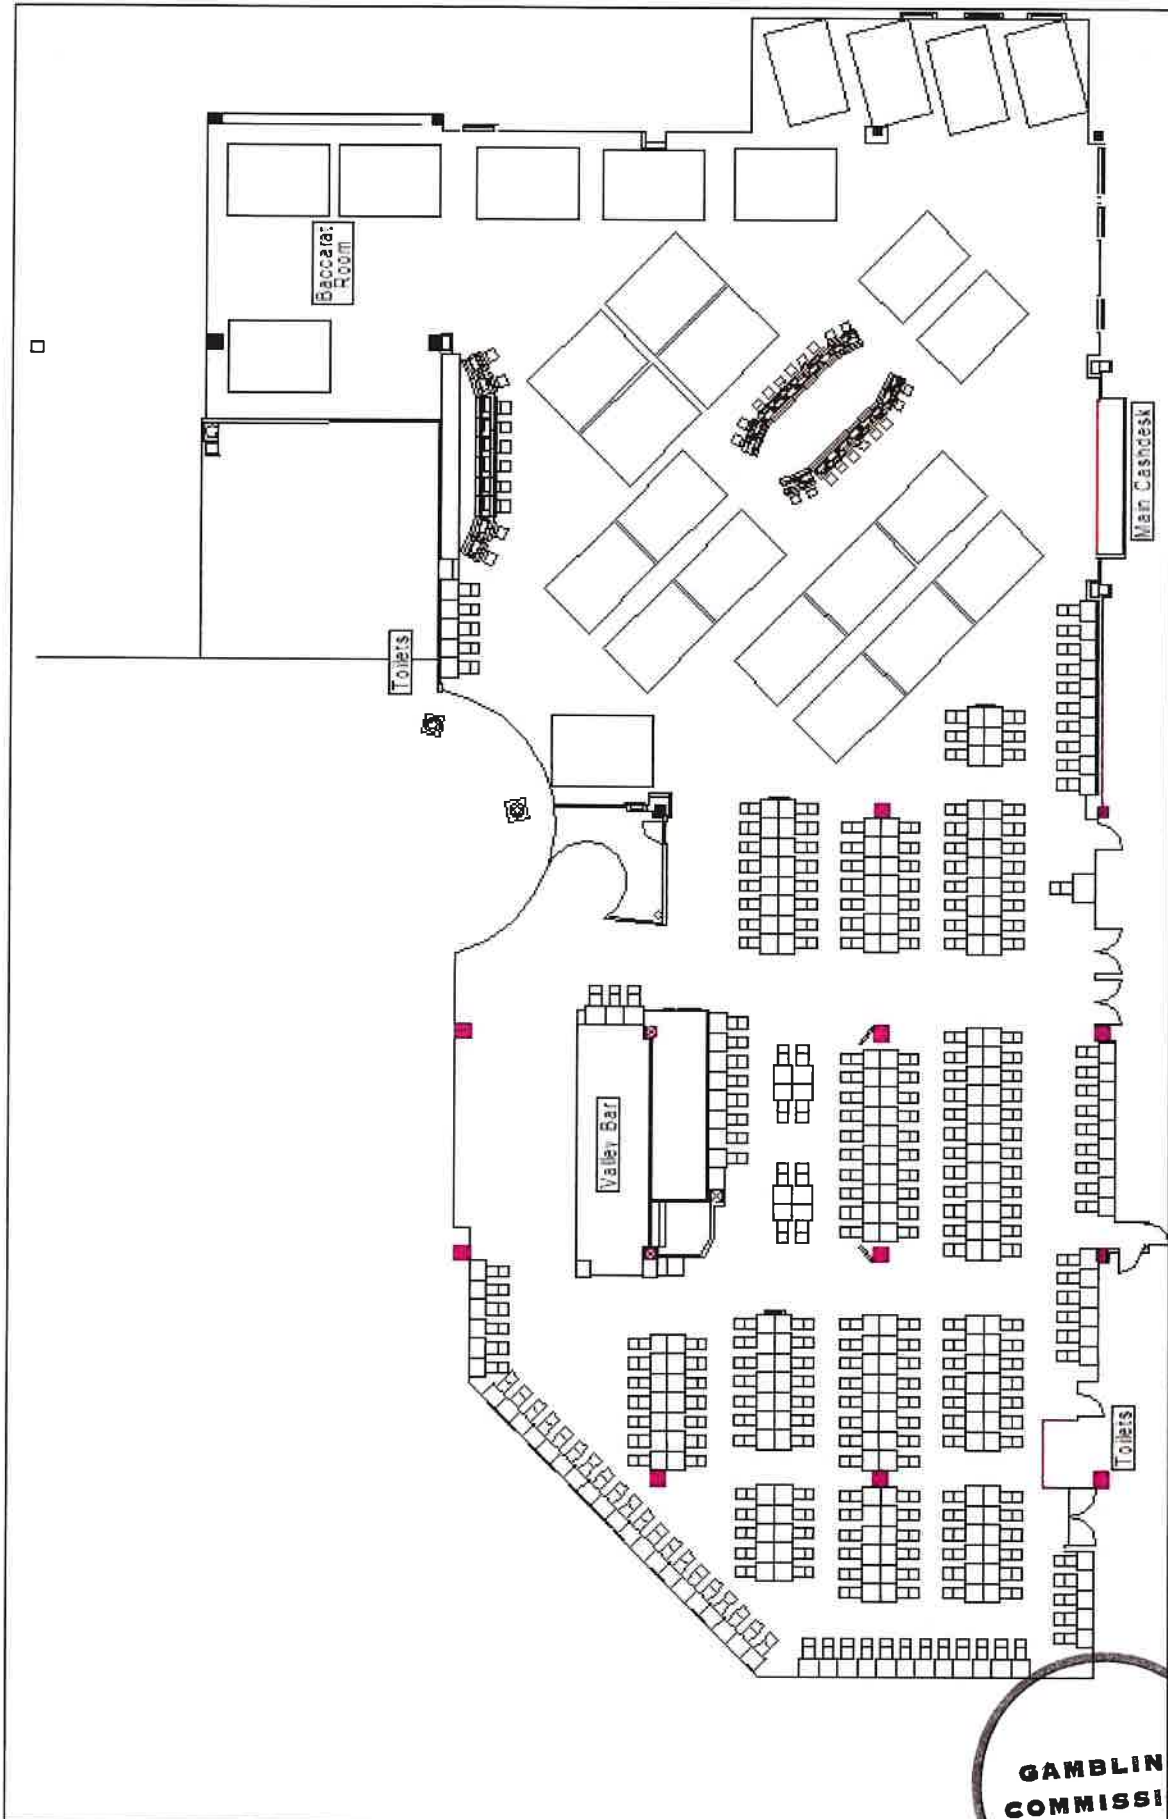 Baccarat
Room
Main Cashdesk
Toilets
Valley Bar
Toilets
GAMBLIN
COMMISSI